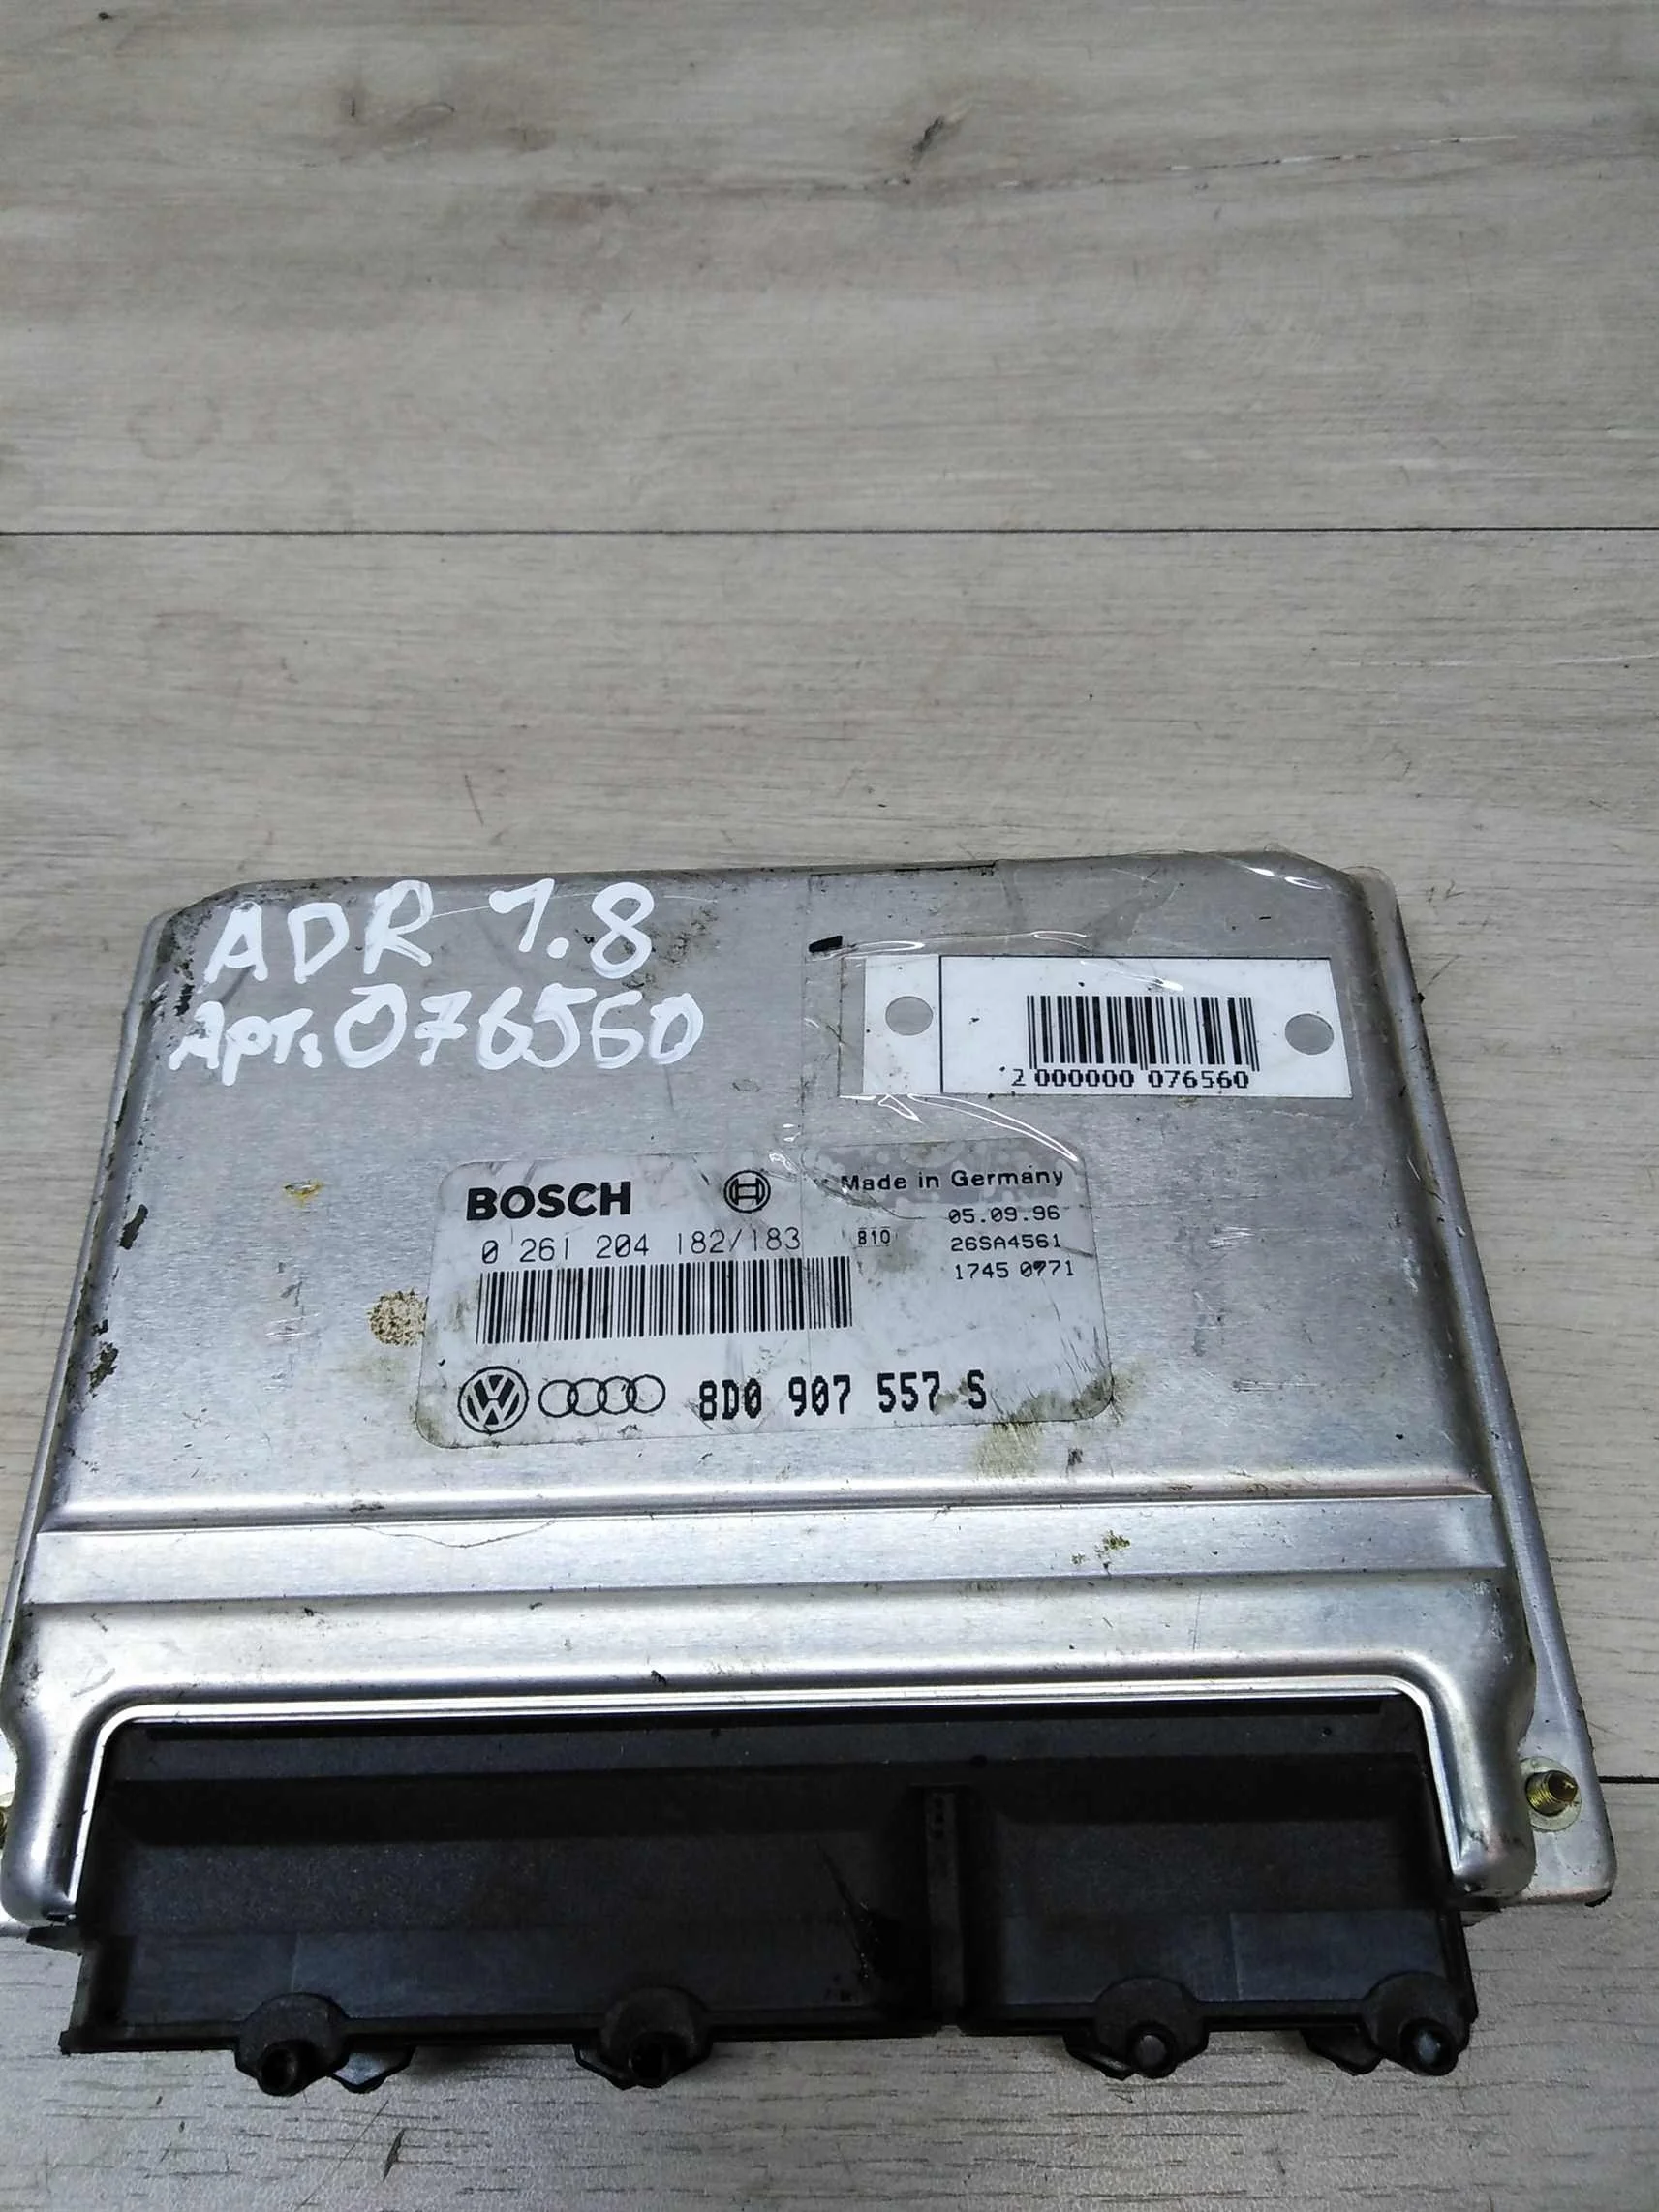 ADR 1.8
Арт: 076560
2 000000 076560
BOSCH
Made in Germany
0 261 204 182/183
810
05.09.96
26SA4561
1745 0771
8D0 907 557 S